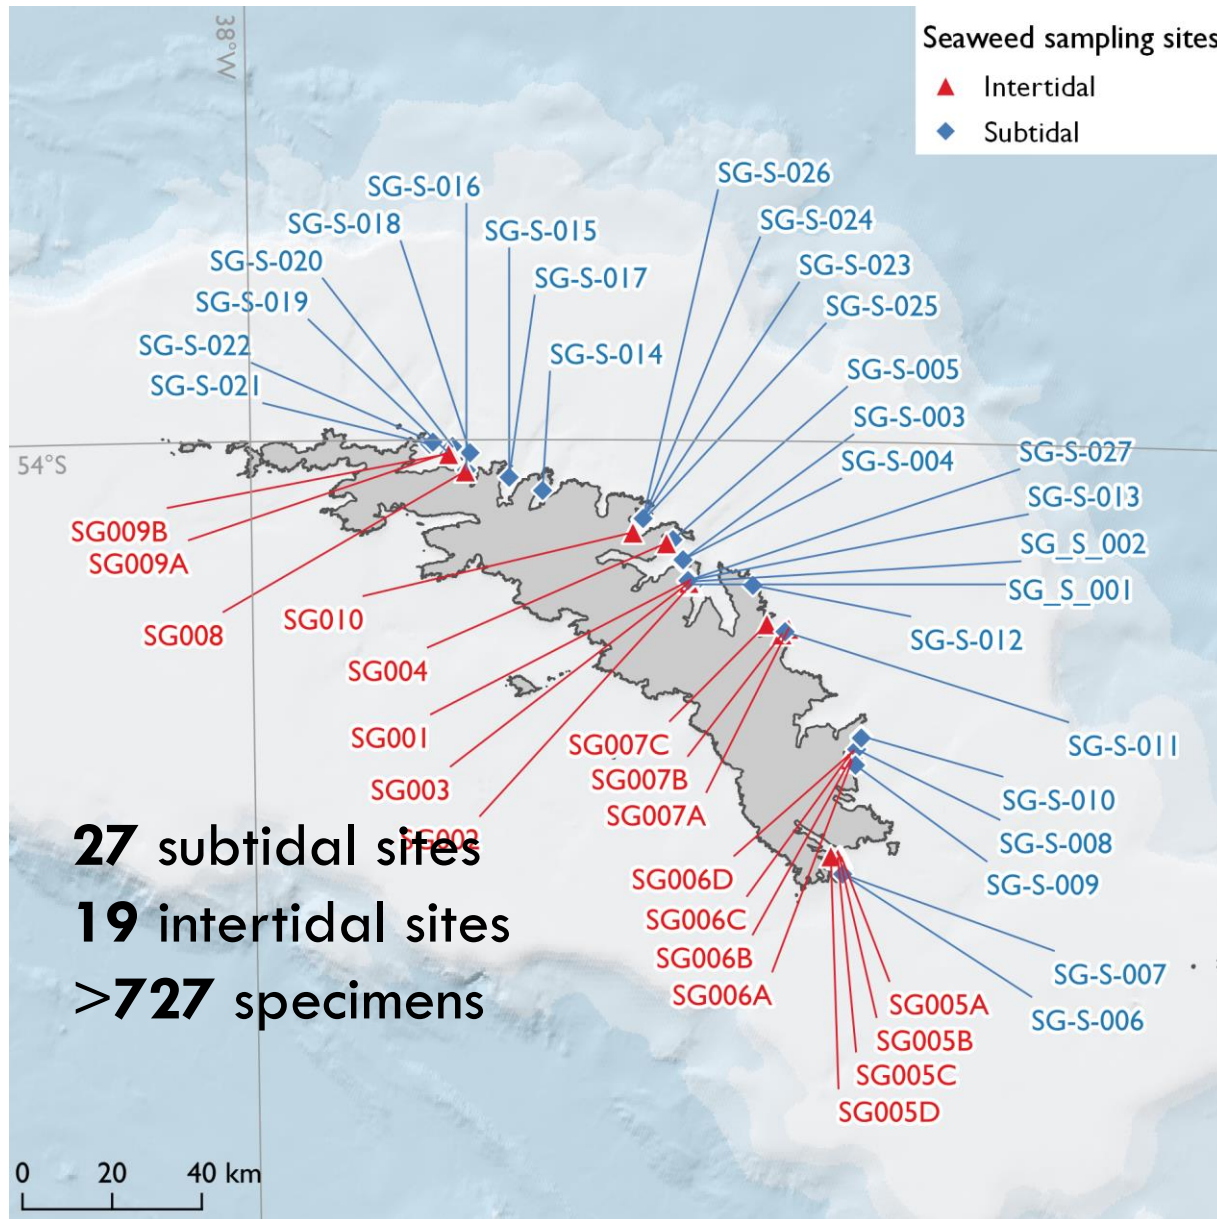 38°W
Seaweed sampling sites
Intertidal
Subtidal
SG-S-026
SG-S-016
SG-S-024
SG-S-018
SG-S-015
SG-S-020
SG-S-023
SG-S-017
SG-S-019
SG-S-025
SG-S-022
SG-S-014
SG-S-021
SG-S-005
SG-S-003
54°S
SG-S-004
SG-S-027
SG-S-013
SG009B
SG_S_002
SG009A
SG_S_001
SG010
SG008
SG-S-012
SG004
SG001
SG007C
SG-S-011
SG007B
SG003
SG007A
SG-S-010
SG002
SG-S-008
27 subtidal sites
SG006D
SG-S-009
SG006C
19 intertidal sites
SG006B
SG-S-007
SG006A
>727 specimens
SG005A
SG-S-006
SG005B
SG005C
SG005D
0 20 40 km